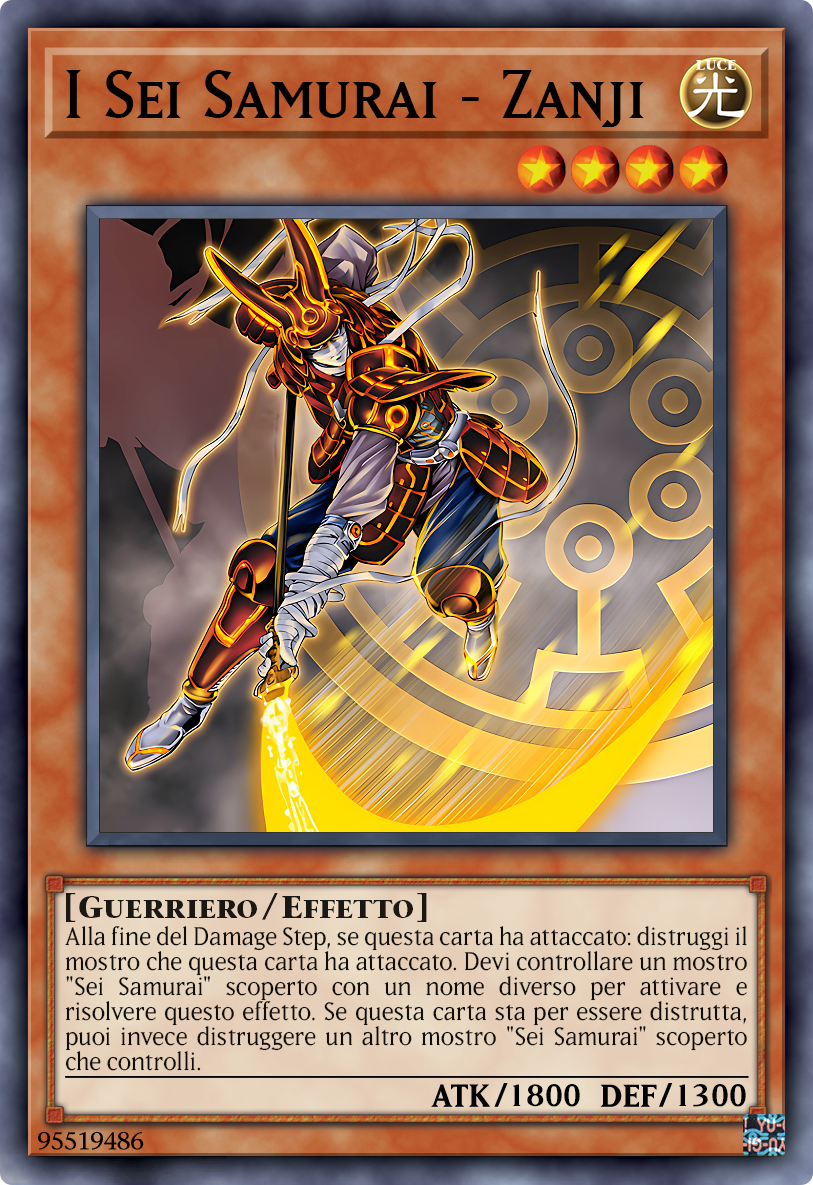 I Sei Samurai - Zanji
LUCE
光
[Guerriero/Effetto]
Alla fine del Damage Step, se questa carta ha attaccato: distruggi il
mostro che questa carta ha attaccato. Devi controllare un mostro
"Sei Samurai" scoperto con un nome diverso per attivare e
risolvere questo effetto. Se questa carta sta per essere distrutta,
puoi invece distruggere un altro mostro "Sei Samurai" scoperto
che controlli.
ATK/1800 DEF/1300
95519486